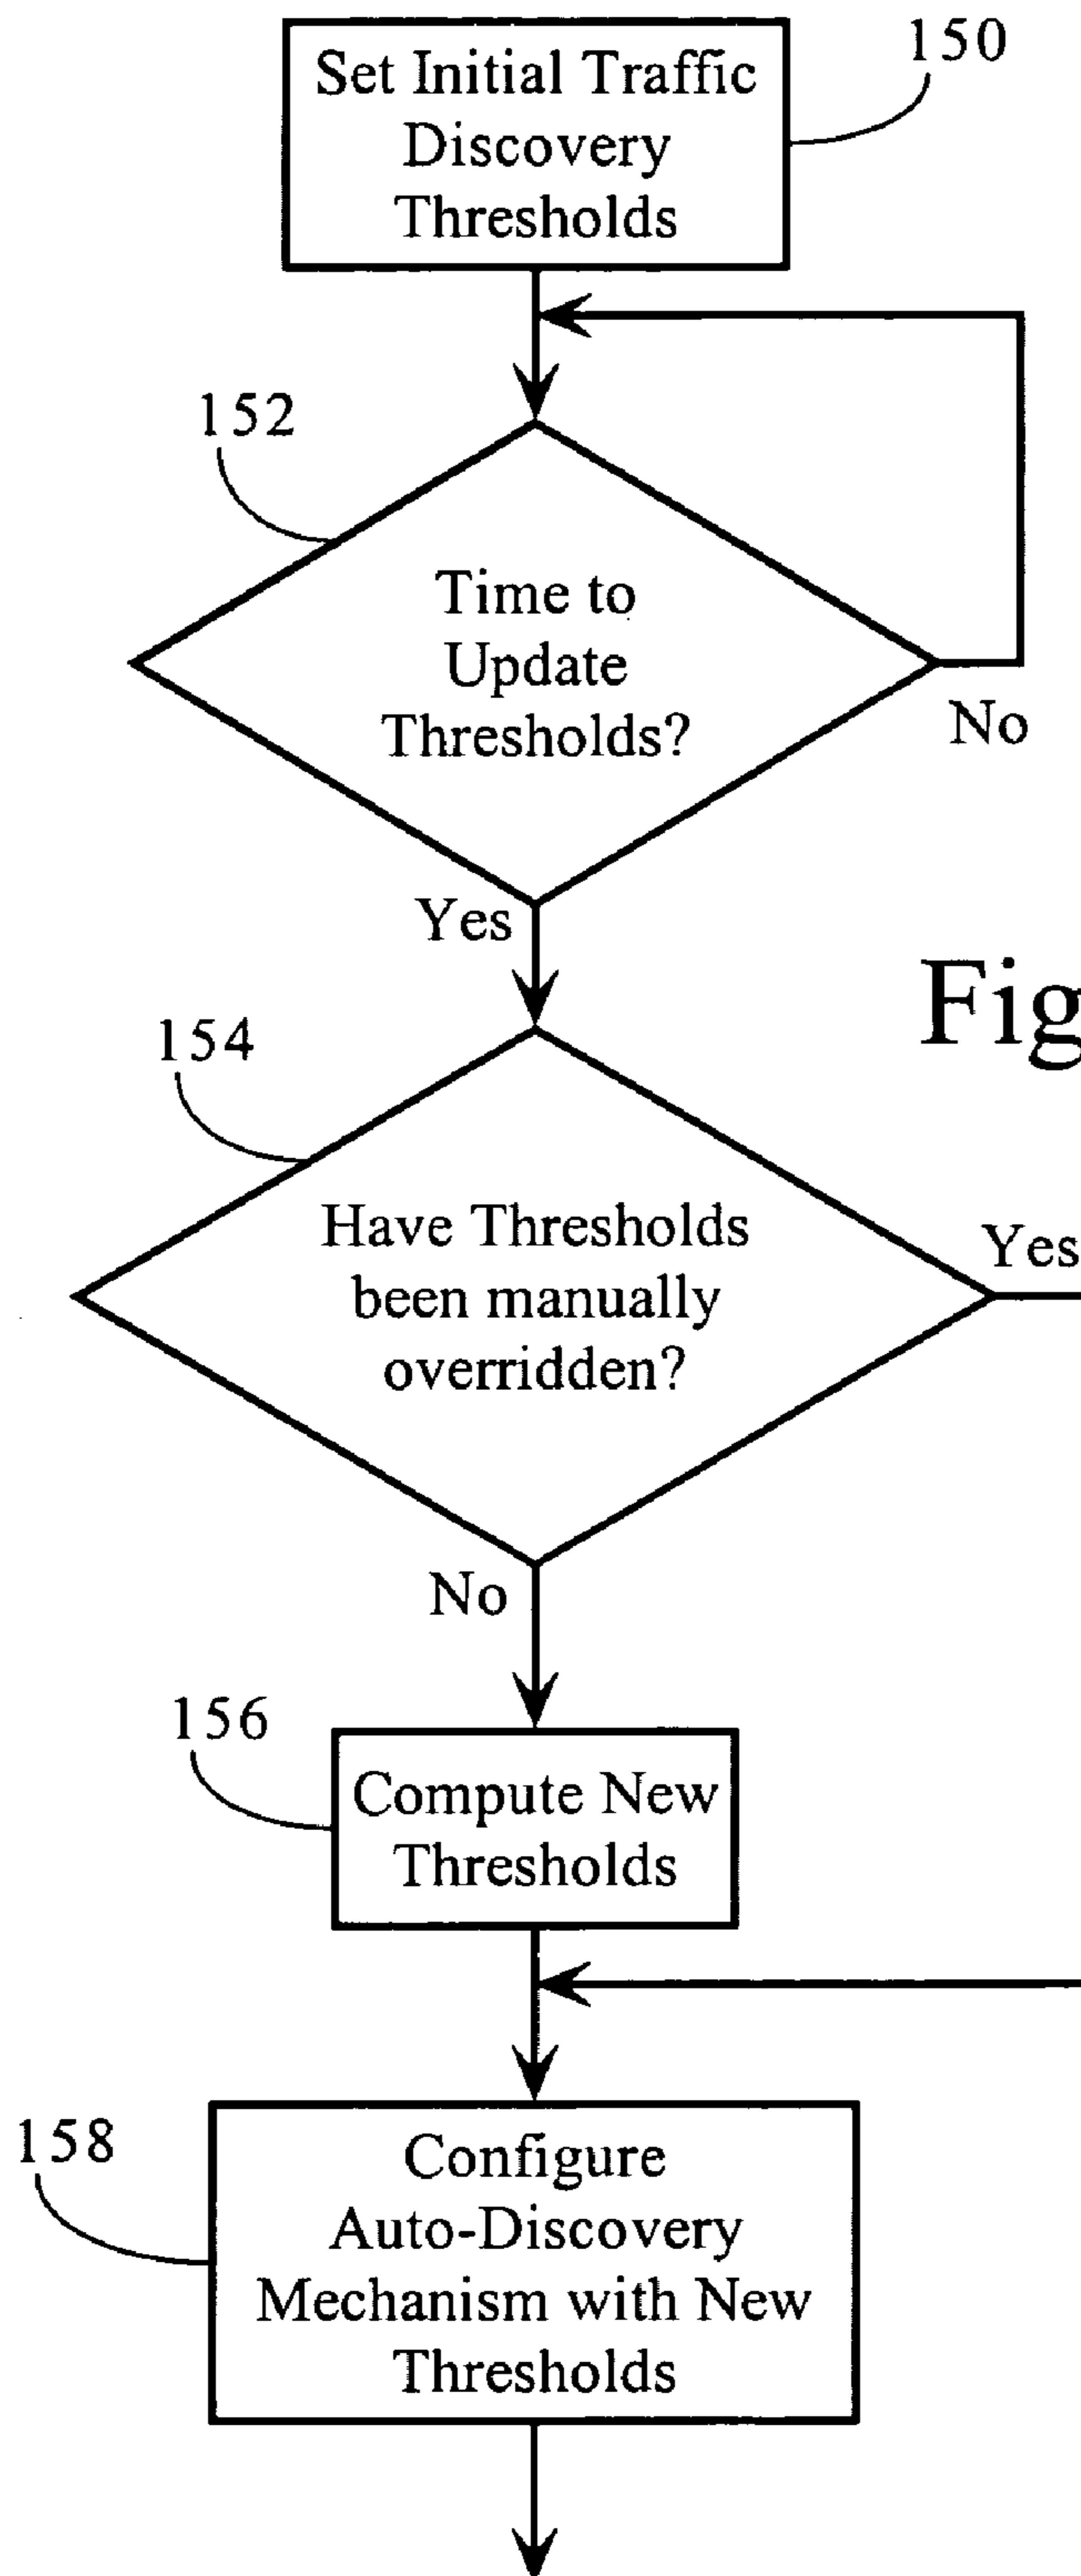 Set Initial Traffic
Discovery
Thresholds
150
152
Time to
Update
Thresholds?
No
Yes
Fig
154
Have Thresholds
been manually
overridden?
Yes
No
156
Compute New
Thresholds
158
Configure
Auto-Discovery
Mechanism with New
Thresholds